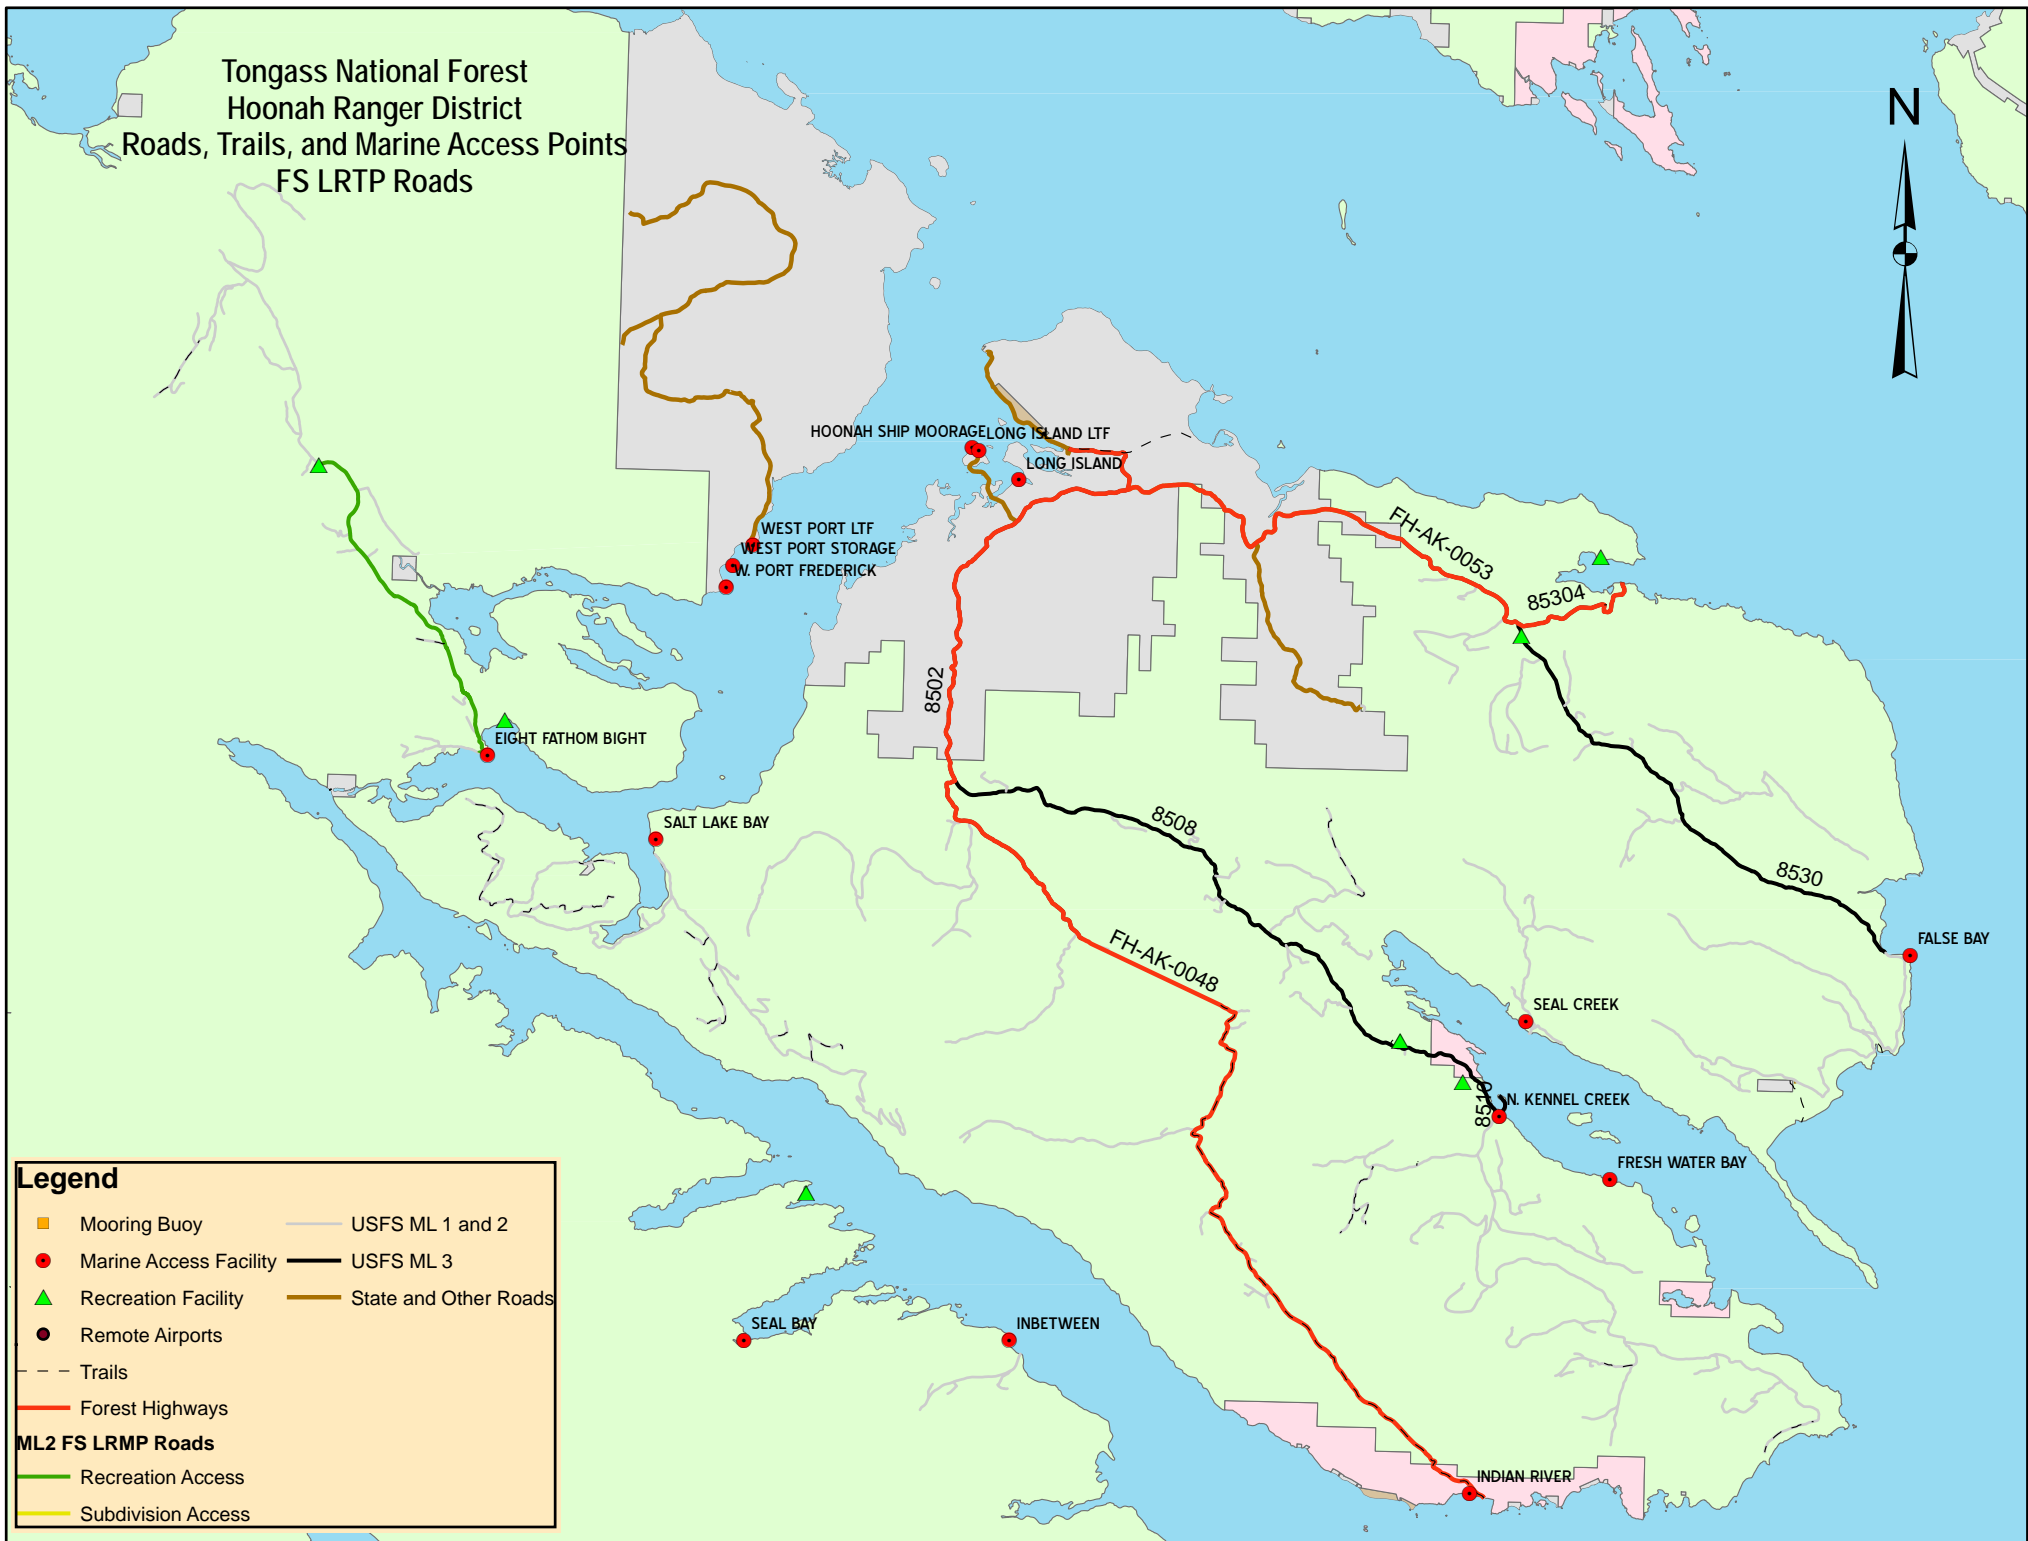 Tongass National Forest
Hoonah Ranger District
Roads, Trails, and Marine Access Points
FS LRTP Roads
N
HOONAH SHIP MOORAGE
LONG ISLAND LTF
LONG ISLAND
WEST PORT LTF
WEST PORT STORAGE
W. PORT FREDERICK
FH-AK-0053
85304
8502
EIGHT FATHOM BIGHT
SALT LAKE BAY
8508
8530
FALSE BAY
FH-AK-0048
SEAL CREEK
8510
N. KENNEL CREEK
FRESH WATER BAY
SEAL BAY
INBETWEEN
INDIAN RIVER
Legend
Mooring Buoy
USFS ML 1 and 2
Marine Access Facility
USFS ML 3
Recreation Facility
State and Other Roads
Remote Airports
Trails
Forest Highways
ML2 FS LRMP Roads
Recreation Access
Subdivision Access